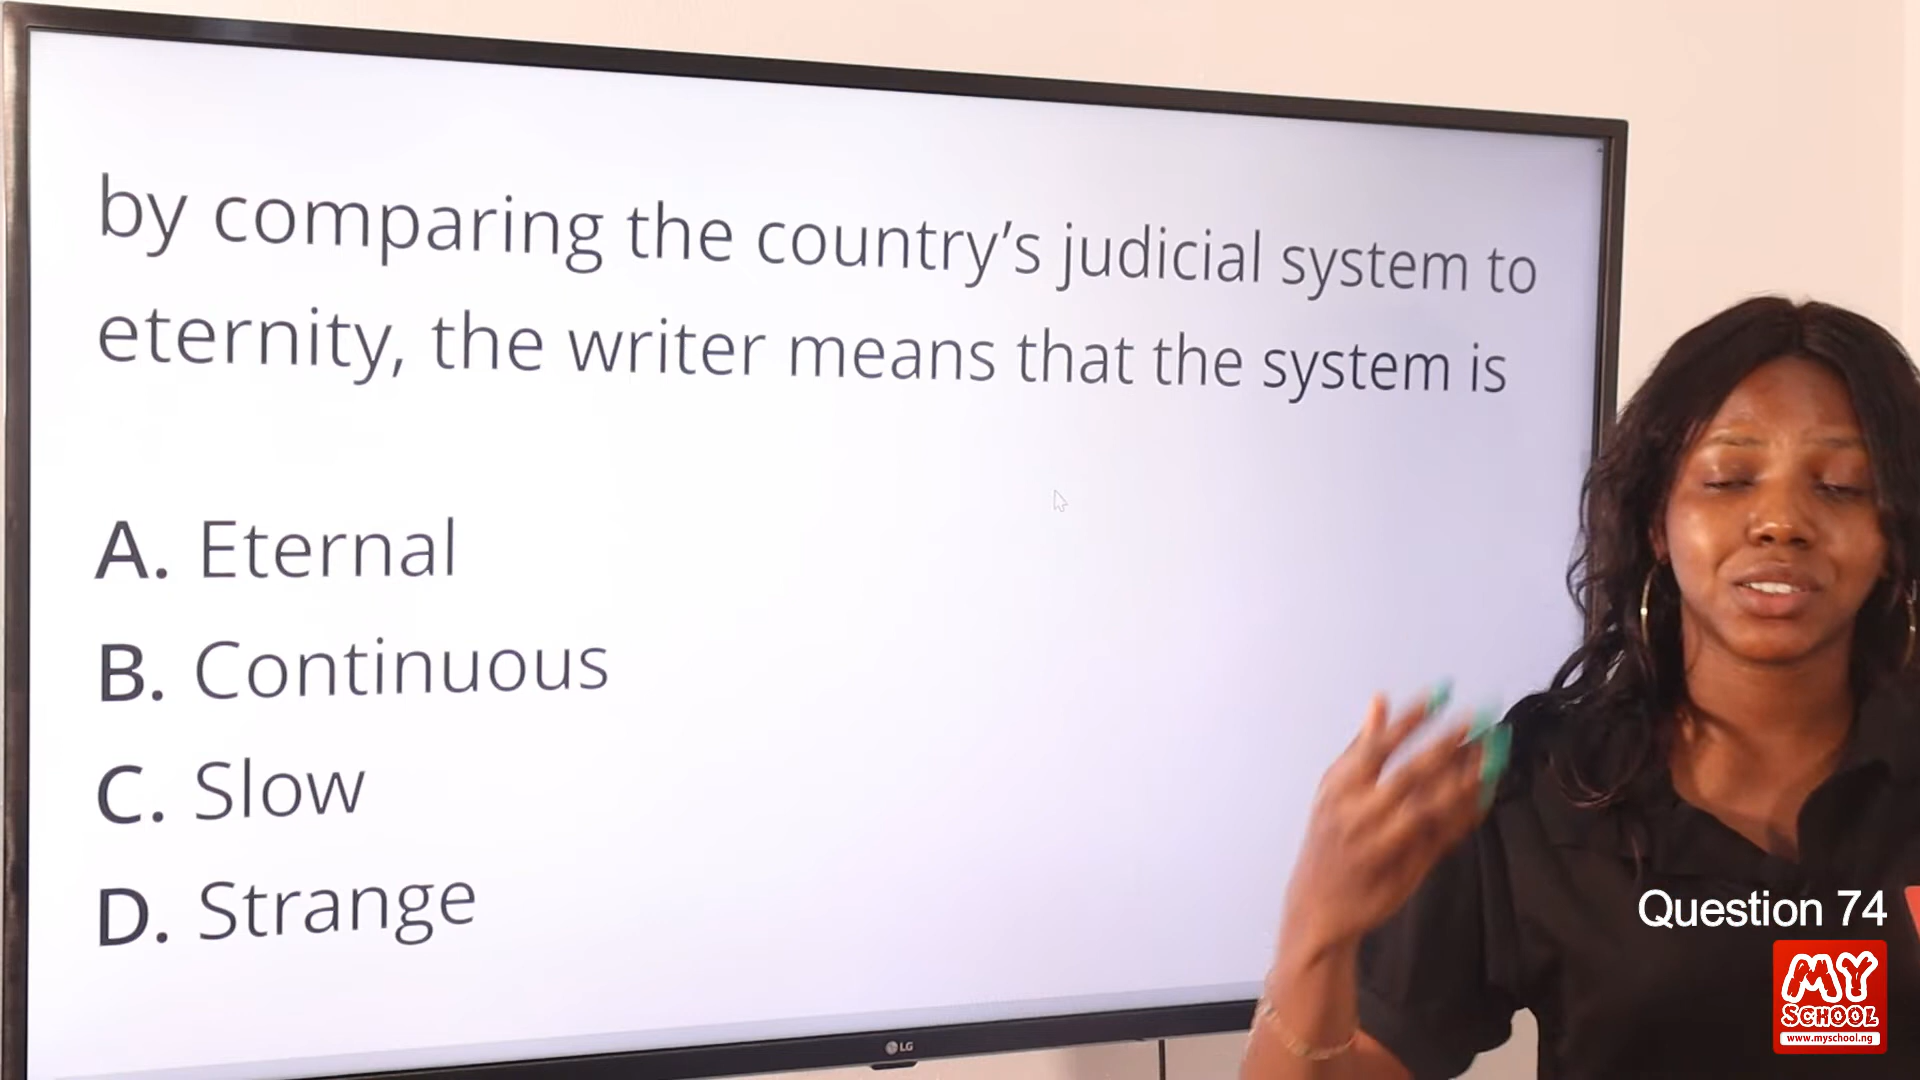 by comparing the country’s judicial system to
eternity, the writer means that the system is
A. Eternal
B. Continuous
C. Slow
D. Strange
LG
Question 74
MY
SCHOOL
www.myschool.ng